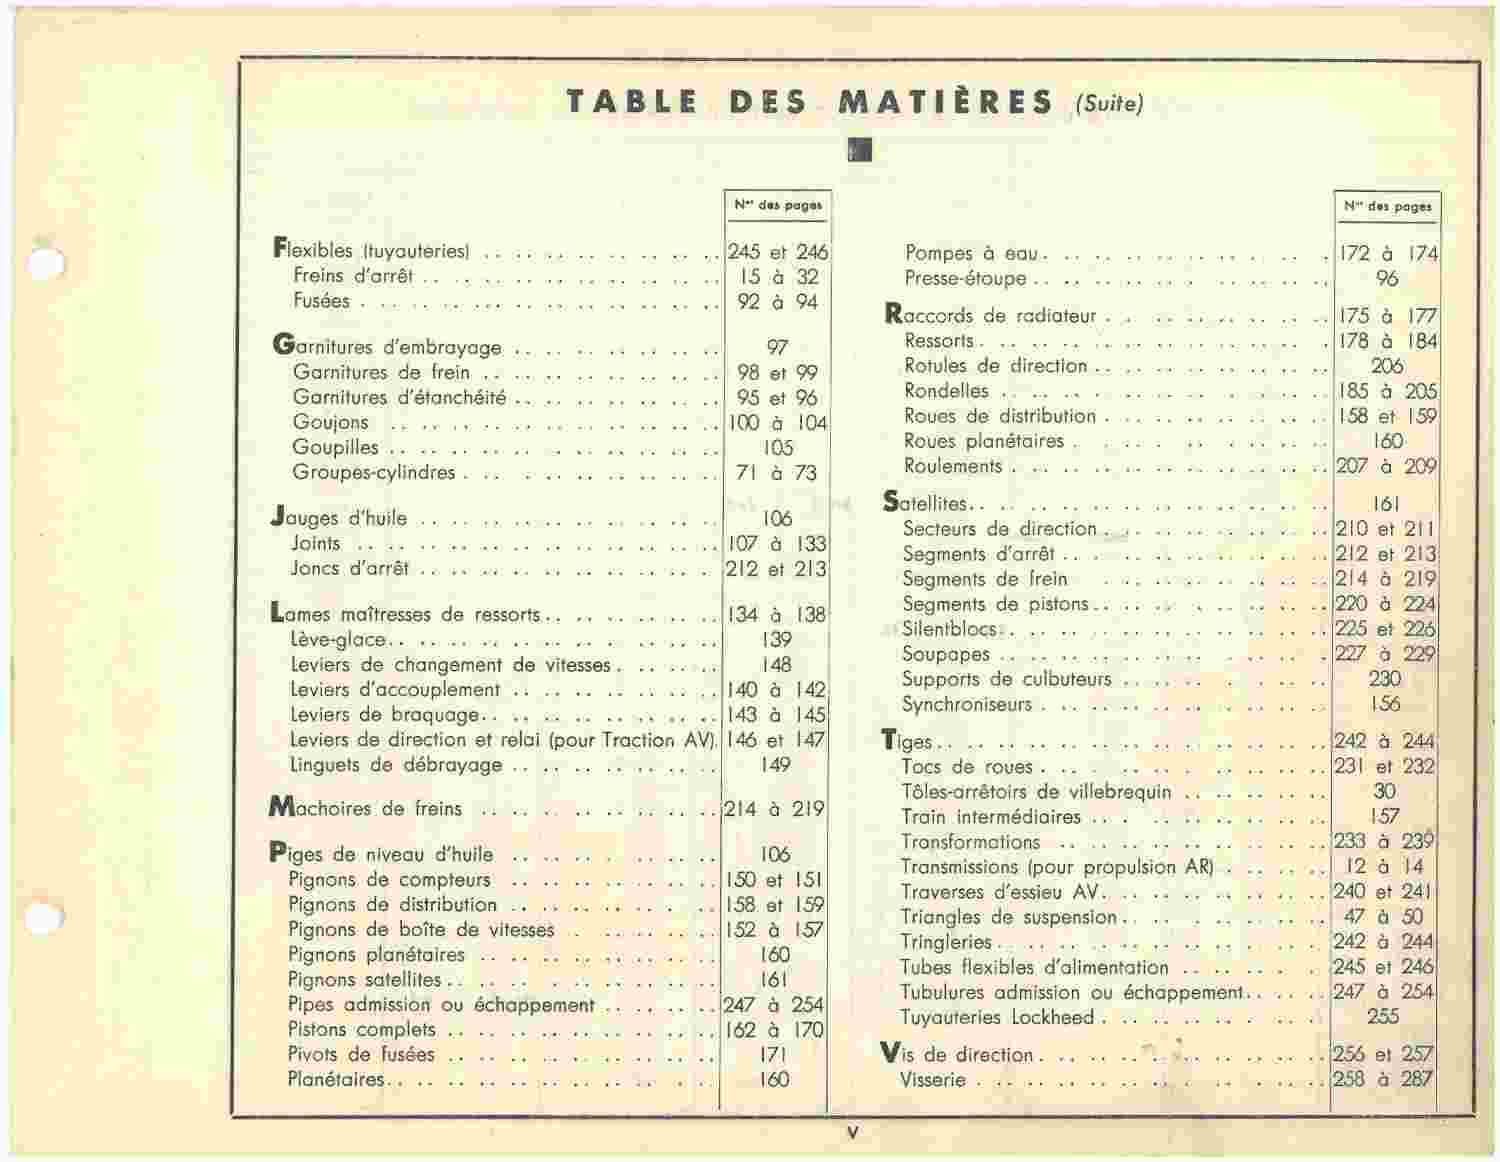 TABLE DES MATIÈRES (Suite)
Nos des pages
Flexibles (tuyauteries) . . . . . . . . . . . . . . 245 et 246
Freins d'arrêt . . . . . . . . . . . . . . . . 15 à 32
Fusées . . . . . . . . . . . . . . . . . . . 92 à 94
Garnitures d'embrayage . . . . . . . . . . . 97
Garnitures de frein . . . . . . . . . . . . . 98 et 99
Garnitures d'étanchéité . . . . . . . . . . . 95 et 96
Goujons . . . . . . . . . . . . . . . . . . 100 à 104
Goupilles . . . . . . . . . . . . . . . . . . 105
Groupes-cylindres . . . . . . . . . . . . . . 71 à 73
Jauges d'huile . . . . . . . . . . . . . . . . 106
Joints . . . . . . . . . . . . . . . . . . . 107 à 133
Joncs d'arrêt . . . . . . . . . . . . . . . . 212 et 213
Lames maîtresses de ressorts . . . . . . . . . . 134 à 138
Lève-glace . . . . . . . . . . . . . . . . . . 139
Leviers de changement de vitesses . . . . . . 148
Leviers d'accouplement . . . . . . . . . . . 140 à 142
Leviers de braquage . . . . . . . . . . . . . 143 à 145
Leviers de direction et relai (pour Traction AV). 146 et 147
Linguets de débrayage . . . . . . . . . . . 149
Machoires de freins . . . . . . . . . . . . . 214 à 219
Piges de niveau d'huile . . . . . . . . . . . 106
Pignons de compteurs . . . . . . . . . . . 150 et 151
Pignons de distribution . . . . . . . . . . . 158 et 159
Pignons de boîte de vitesses . . . . . . . . 152 à 157
Pignons planétaires . . . . . . . . . . . . . 160
Pignons satellites . . . . . . . . . . . . . . . 161
Pipes admission ou échappement . . . . . . 247 à 254
Pistons complets . . . . . . . . . . . . . . . 162 à 170
Pivots de fusées . . . . . . . . . . . . . . . 171
Planétaires . . . . . . . . . . . . . . . . . . 160
Nos des pages
Pompes à eau . . . . . . . . . . . . . . . . 172 à 174
Presse-étoupe . . . . . . . . . . . . . . . . 96
Raccords de radiateur . . . . . . . . . . . . 175 à 177
Ressorts . . . . . . . . . . . . . . . . . . . 178 à 184
Rotules de direction . . . . . . . . . . . . . 206
Rondelles . . . . . . . . . . . . . . . . . . 185 à 205
Roues de distribution . . . . . . . . . . . . 158 et 159
Roues planétaires . . . . . . . . . . . . . . 160
Roulements . . . . . . . . . . . . . . . . . 207 à 209
Satellites . . . . . . . . . . . . . . . . . . . 161
Secteurs de direction . . . . . . . . . . . . 210 et 211
Segments d'arrêt . . . . . . . . . . . . . . 212 et 213
Segments de frein . . . . . . . . . . . . . 214 à 219
Segments de pistons . . . . . . . . . . . . . 220 à 224
Silentblocs . . . . . . . . . . . . . . . . . . 225 et 226
Soupapes . . . . . . . . . . . . . . . . . . 227 à 229
Supports de culbuteurs . . . . . . . . . . . 230
Synchroniseurs . . . . . . . . . . . . . . . . 156
Tiges . . . . . . . . . . . . . . . . . . . . . 242 à 244
Tocs de roues . . . . . . . . . . . . . . . . 231 et 232
Tôles-arrêtoirs de villebrequin . . . . . . . . 30
Train intermédiaires . . . . . . . . . . . . . 157
Transformations . . . . . . . . . . . . . . . 233 à 239
Transmissions (pour propulsion AR) . . . . . . 12 à 14
Traverses d'essieu AV . . . . . . . . . . . . 240 et 241
Triangles de suspension . . . . . . . . . . . 47 à 50
Tringleries . . . . . . . . . . . . . . . . . . 242 à 244
Tubes flexibles d'alimentation . . . . . . . . 245 et 246
Tubulures admission ou échappement . . . . . 247 à 254
Tuyauteries Lockheed . . . . . . . . . . . . 255
Vis de direction . . . . . . . . . . . . . . . 256 et 257
Visserie . . . . . . . . . . . . . . . . . . . 258 à 287
V